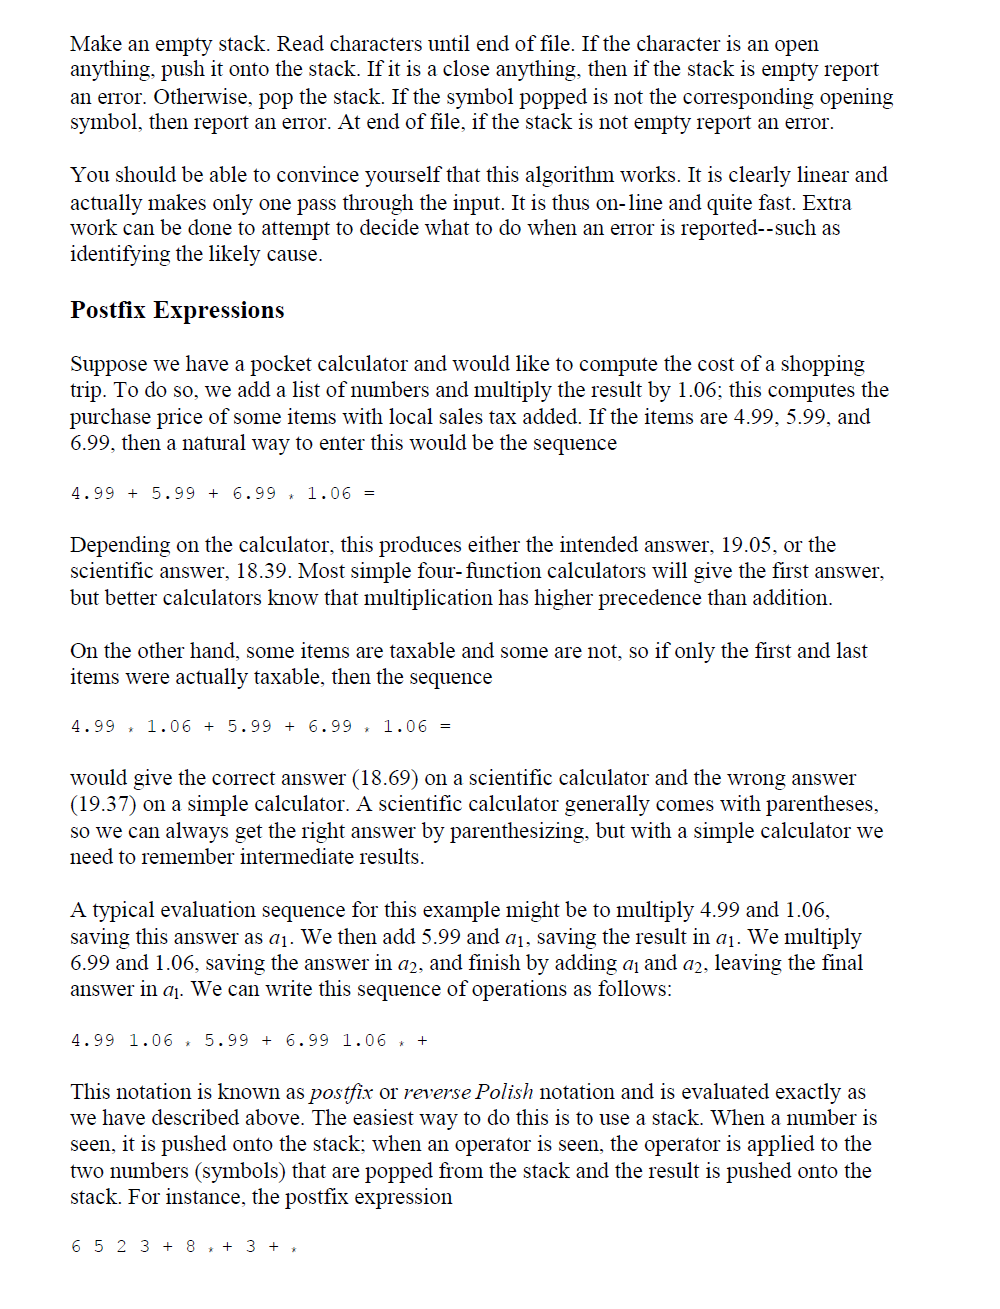 Make an empty stack. Read characters until end of file. If the character is an open
anything, push it onto the stack. If it is a close anything, then if the stack is empty report
an error. Otherwise, pop the stack. If the symbol popped is not the corresponding opening
symbol, then report an error. At end of file, if the stack is not empty report an error.
You should be able to convince yourself that this algorithm works. It is clearly linear and
actually makes only one pass through the input. It is thus on-line and quite fast. Extra
work can be done to attempt to decide what to do when an error is reported--such as
identifying the likely cause.
Postfix Expressions
Suppose we have a pocket calculator and would like to compute the cost of a shopping
trip. To do so, we add a list of numbers and multiply the result by 1.06; this computes the
purchase price of some items with local sales tax added. If the items are 4.99, 5.99, and
6.99, then a natural way to enter this would be the sequence
4.99 + 5.99 + 6.99 * 1.06 =
Depending on the calculator, this produces either the intended answer, 19.05, or the
scientific answer, 18.39. Most simple four-function calculators will give the first answer,
but better calculators know that multiplication has higher precedence than addition.
On the other hand, some items are taxable and some are not, so if only the first and last
items were actually taxable, then the sequence
4.99 * 1.06 + 5.99 + 6.99 * 1.06 =
would give the correct answer (18.69) on a scientific calculator and the wrong answer
(19.37) on a simple calculator. A scientific calculator generally comes with parentheses,
so we can always get the right answer by parenthesizing, but with a simple calculator we
need to remember intermediate results.
A typical evaluation sequence for this example might be to multiply 4.99 and 1.06,
saving this answer as a1. We then add 5.99 and a1, saving the result in a1. We multiply
6.99 and 1.06, saving the answer in a2, and finish by adding a1 and a2, leaving the final
answer in a1. We can write this sequence of operations as follows:
4.99 1.06 * 5.99 + 6.99 1.06 * +
This notation is known as postfix or reverse Polish notation and is evaluated exactly as
we have described above. The easiest way to do this is to use a stack. When a number is
seen, it is pushed onto the stack; when an operator is seen, the operator is applied to the
two numbers (symbols) that are popped from the stack and the result is pushed onto the
stack. For instance, the postfix expression
6 5 2 3 + 8 * + 3 + *